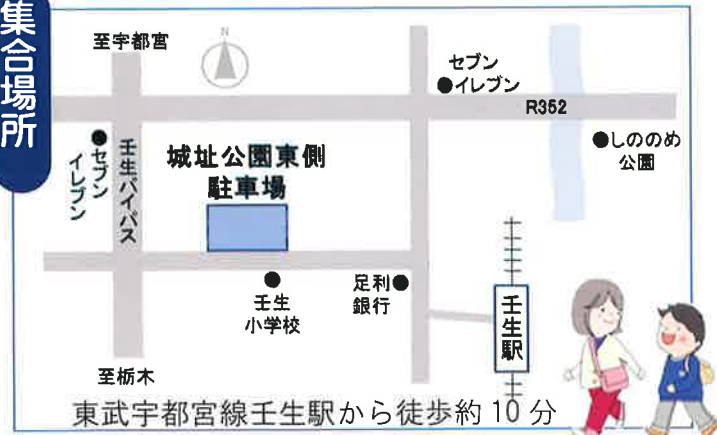 集合場所
至宇都宮
N
セブン
イレブン
R352
しののめ
公園
セブン
イレブン
壬生バイパス
城址公園東側
駐車場
壬生
小学校
足利
銀行
壬生駅
至栃木
東武宇都宮線壬生駅から徒歩約10分